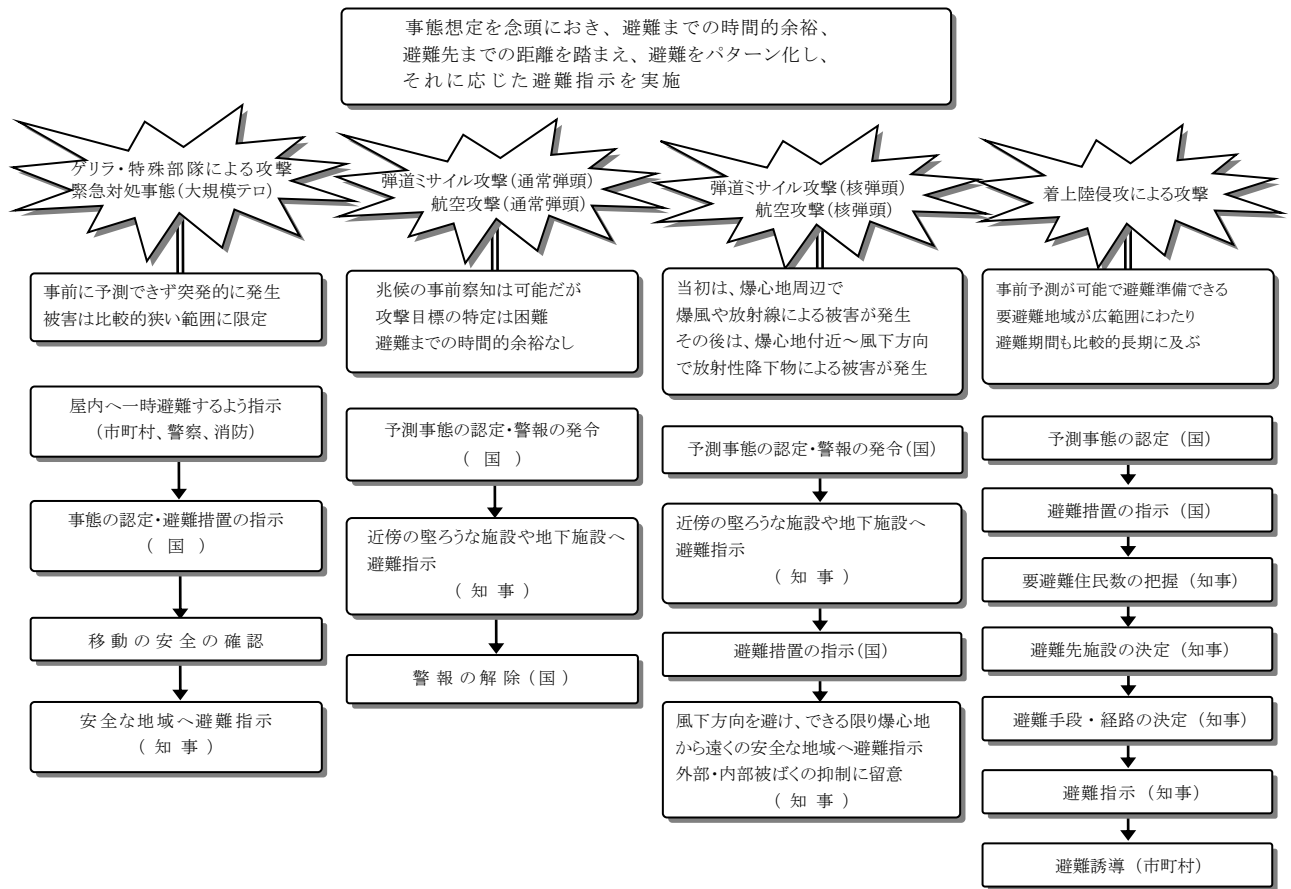 事態想定を念頭におき、避難までの時間的余裕、
避難先までの距離を踏まえ、避難をパターン化し、
それに応じた避難指示を実施
ゲリラ・特殊部隊による攻撃
緊急対処事態(大規模テロ)
事前に予測できず突発的に発生
被害は比較的狭い範囲に限定
屋内へ一時避難するよう指示
(市町村、警察、消防)
事態の認定・避難措置の指示
( 国 )
移動の安全の確認
安全な地域へ避難指示
( 知 事 )
弾道ミサイル攻撃(通常弾頭)
航空攻撃(通常弾頭)
兆候の事前察知は可能だが
攻撃目標の特定は困難
避難までの時間的余裕なし
予測事態の認定・警報の発令
( 国 )
近傍の堅ろうな施設や地下施設へ
避難指示
( 知 事 )
警報の解除(国)
弾道ミサイル攻撃(核弾頭)
航空攻撃(核弾頭)
当初は、爆心地周辺で
爆風や放射線による被害が発生
その後は、爆心地付近~風下方向
で放射性降下物による被害が発生
予測事態の認定・警報の発令(国)
近傍の堅ろうな施設や地下施設へ
避難指示
( 知 事 )
避難措置の指示(国)
風下方向を避け、できる限り爆心地
から遠くの安全な地域へ避難指示
外部・内部被ばくの抑制に留意
( 知 事 )
着上陸侵攻による攻撃
事前予測が可能で避難準備できる
要避難地域が広範囲にわたり
避難期間も比較的長期に及ぶ
予測事態の認定(国)
避難措置の指示(国)
要避難住民数の把握(知事)
避難先施設の決定(知事)
避難手段・経路の決定(知事)
避難指示(知事)
避難誘導(市町村)